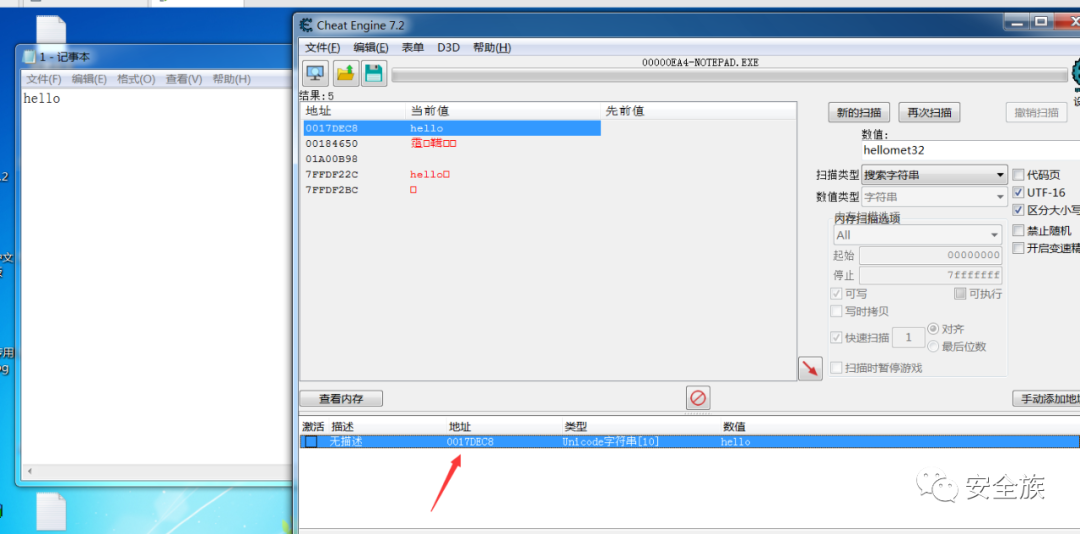 1 - 记事本
文件(F) 编辑(E) 格式(O) 查看(V) 帮助(H)
hello
Cheat Engine 7.2
文件(F) 编辑(E) 表单 D3D 帮助(H)
00000EA4-NOTEPAD.EXE
结果:5
地址 当前值 先前值
0017DEC8 hello
00184650
01A00B98
7FFDF22C hello
7FFDF2BC
新的扫描 再次扫描 撤销扫描
数值:
hellomet32
扫描类型 搜索字符串 代码页
数值类型 字符串 UTF-16
区分大小写
内存扫描选项
All 禁止随机
起始 00000000 开启变速精
停止 7fffffff
可写 可执行
写时拷贝
快速扫描 1 对齐
最后位数
扫描时暂停游戏
查看内存 手动添加地
激活 描述 地址 类型 数值
无描述 0017DEC8 Unicode字符串[10] hello
安全族